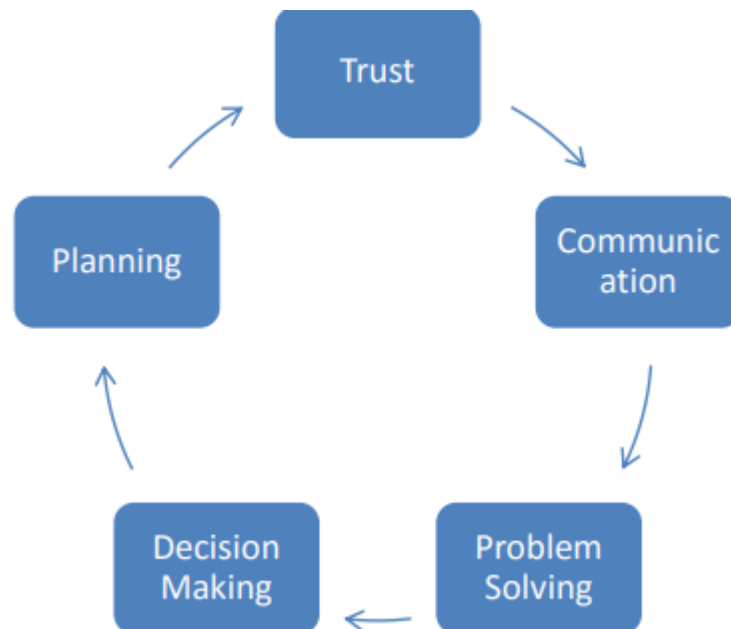 Trust
Communic
ation
Problem
Solving
Decision
Making
Planning